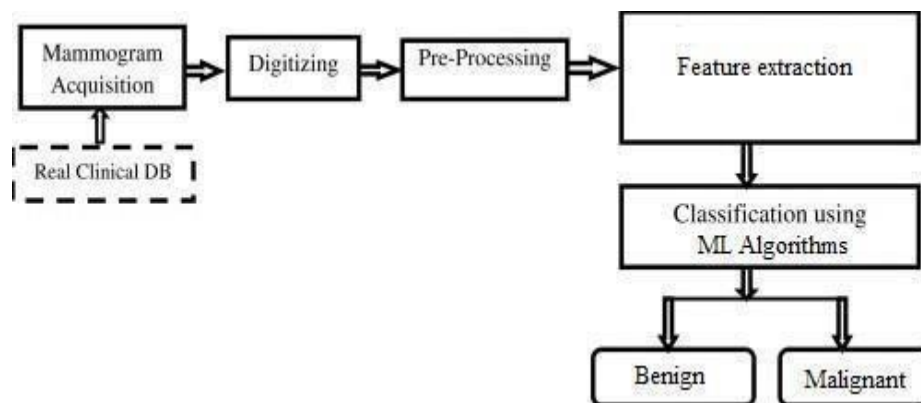 Mammogram
Acquisition
Digitizing
Pre-Processing
Feature extraction
Real Clinical DB
Classification using
ML Algorithms
Benign
Malignant